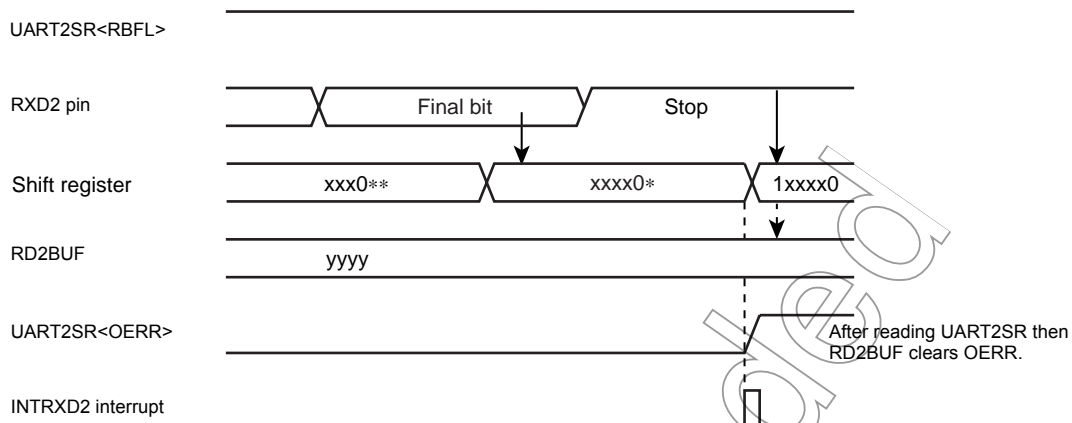 UART2SR<RBFL>
RXD2 pin
Final bit
Stop
Shift register
xxx0**
xxxx0*
1xxxx0
RD2BUF
yyyy
UART2SR<OERR>
After reading UART2SR then
RD2BUF clears OERR.
INTRXD2 interrupt